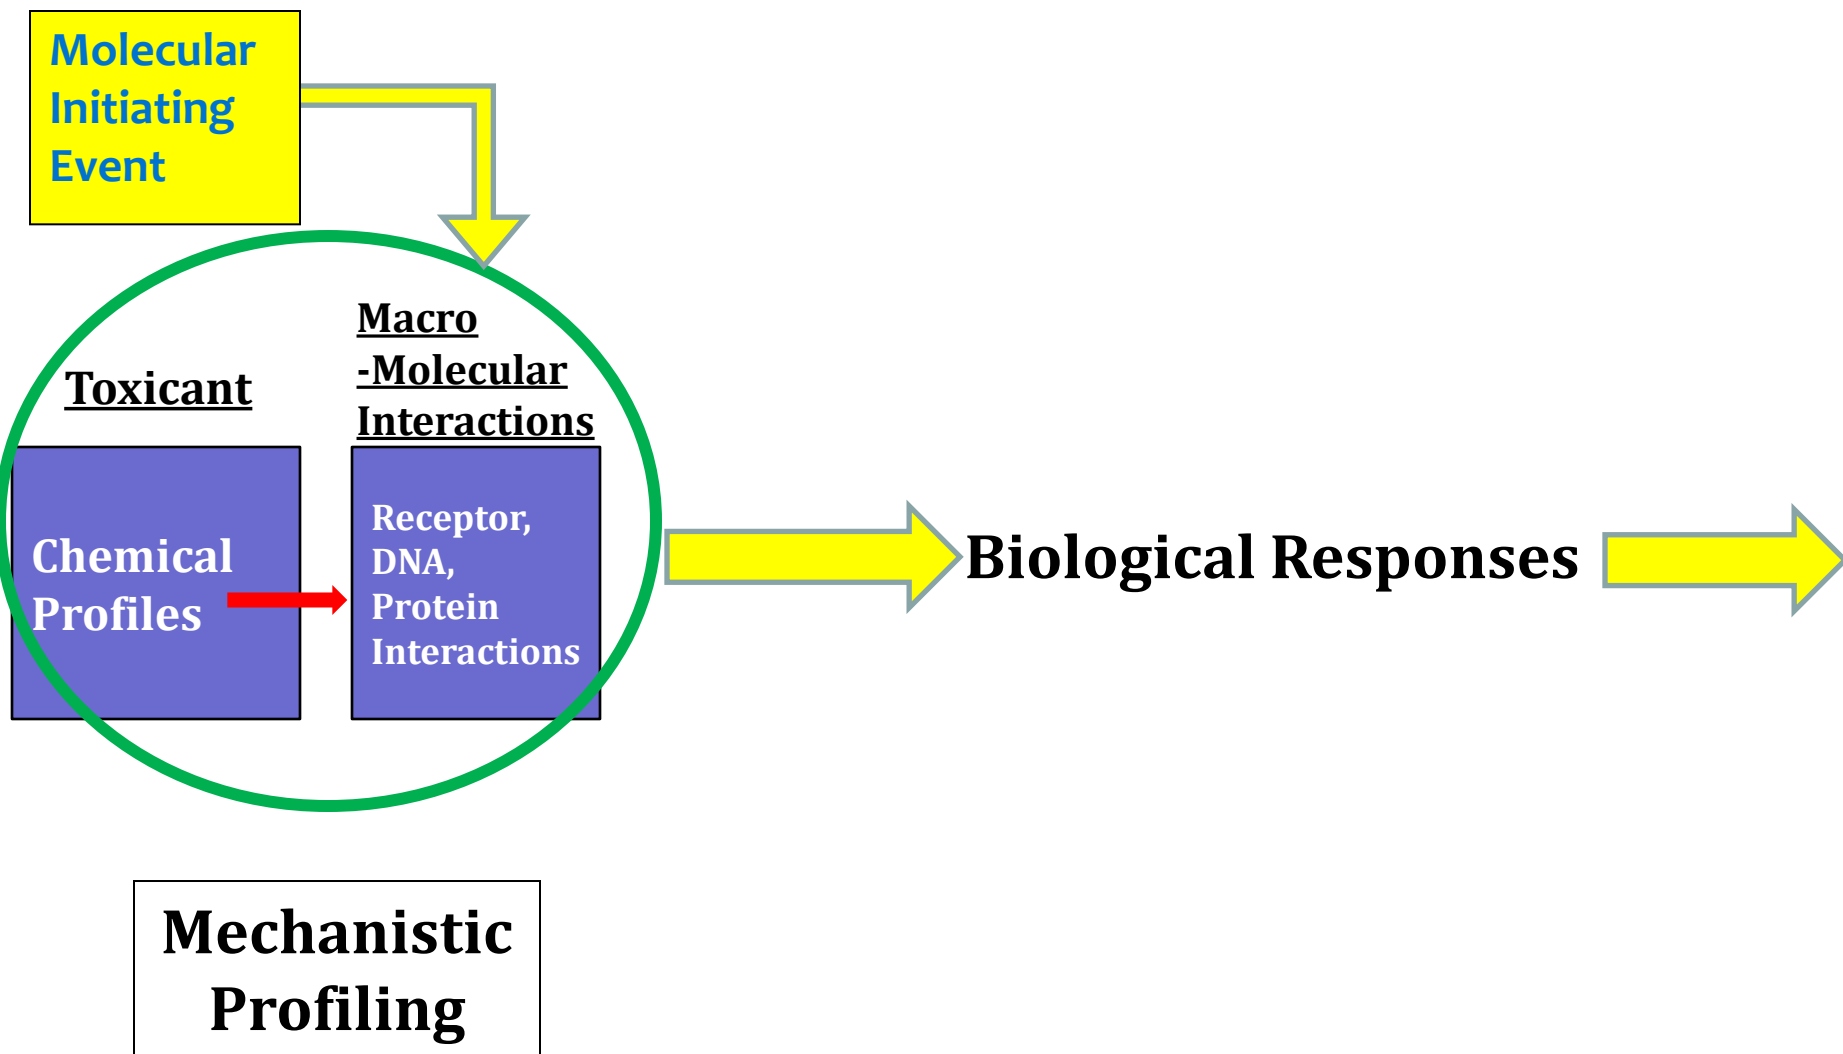 Molecular
Initiating
Event
Macro
-Molecular
Interactions
Toxicant
Chemical
Profiles
Receptor,
DNA,
Protein
Interactions
Biological Responses
Mechanistic
Profiling